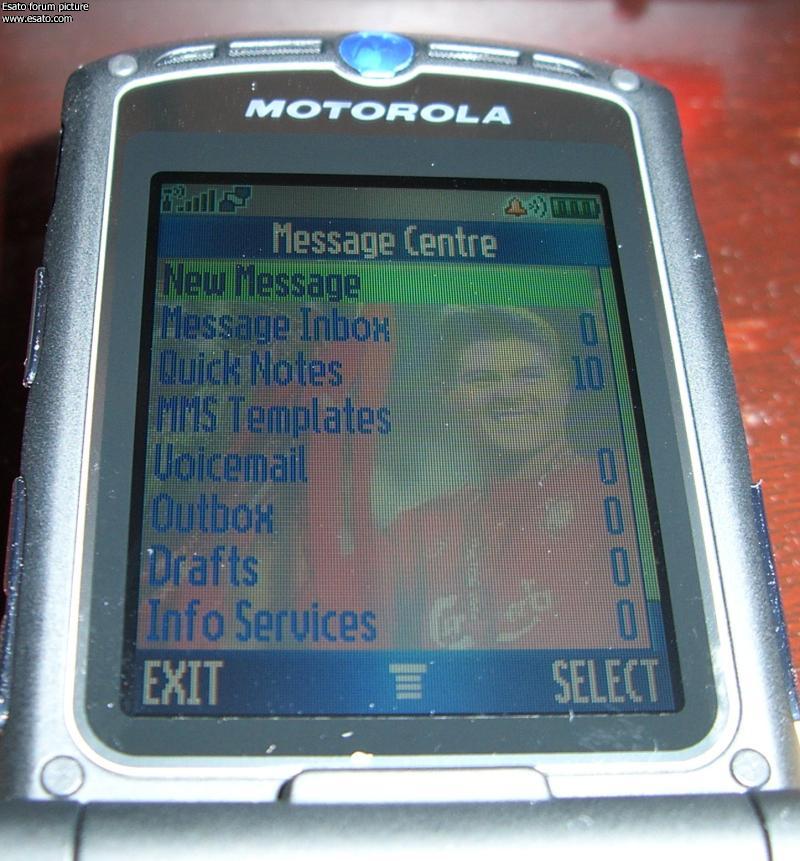 Esato forum picture
www.esato.com
MOTOROLA
Message Centre
New Message
Message Inbox 0
Quick Notes 10
MMS Templates
Voicemail 0
Outbox 0
Drafts 0
Info Services 0
EXIT SELECT